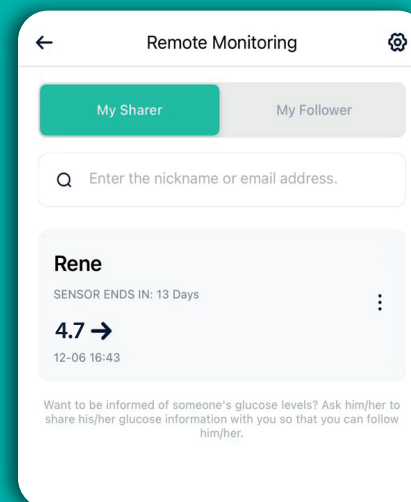 Remote Monitoring
My Sharer
My Follower
Enter the nickname or email address.
Rene
SENSOR ENDS IN: 13 Days
4.7 →
12-06 16:43
Want to be informed of someone's glucose levels? Ask him/her to
share his/her glucose information with you so that you can follow
him/her.